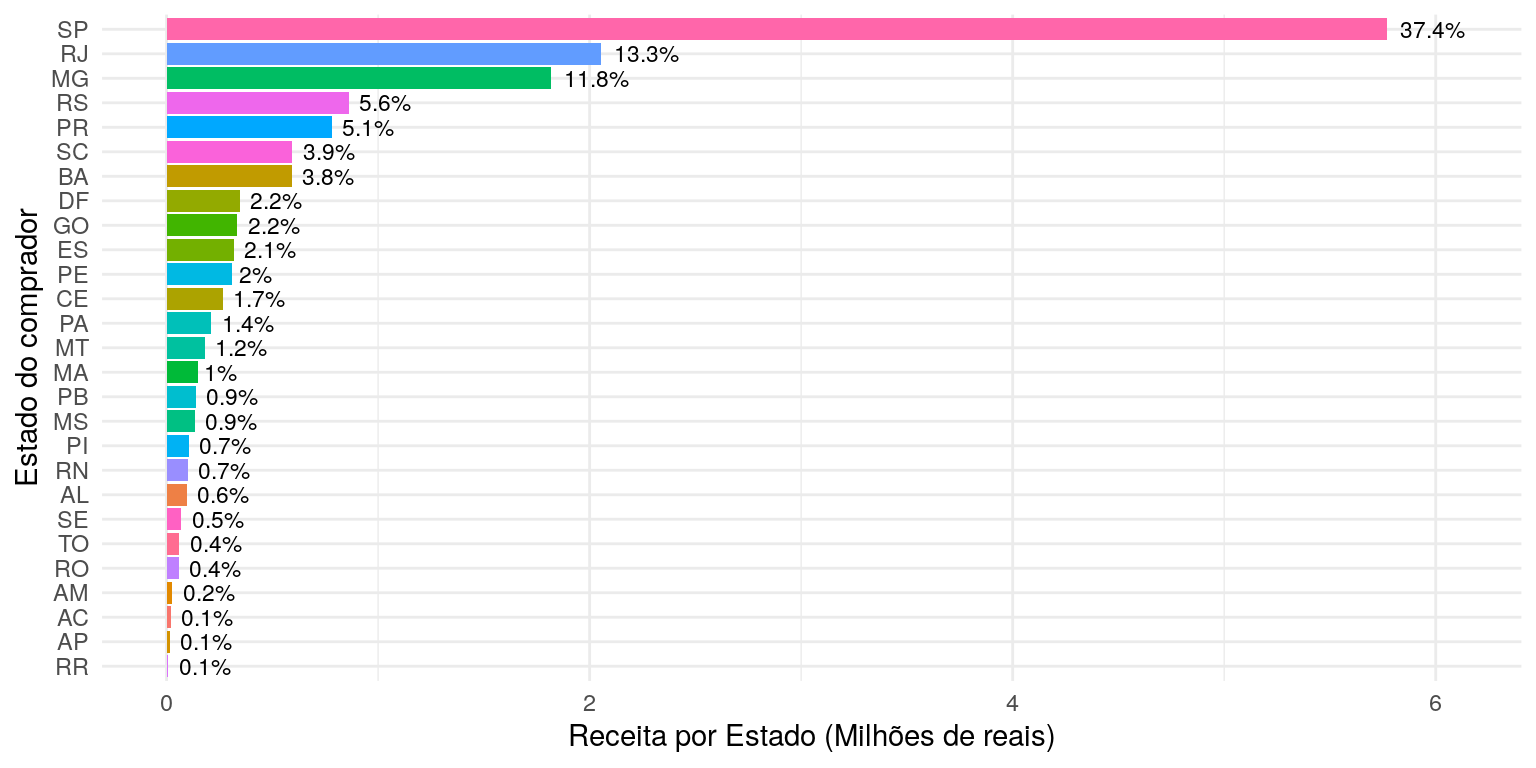 SP 37.4%
RJ 13.3%
MG 11.8%
RS 5.6%
PR 5.1%
SC 3.9%
BA 3.8%
DF 2.2%
GO 2.2%
ES 2.1%
PE 2%
CE 1.7%
PA 1.4%
MT 1.2%
MA 1%
PB 0.9%
MS 0.9%
PI 0.7%
RN 0.7%
AL 0.6%
SE 0.5%
TO 0.4%
RO 0.4%
AM 0.2%
AC 0.1%
AP 0.1%
RR 0.1%
Estado do comprador
0 2 4 6
Receita por Estado (Milhões de reais)